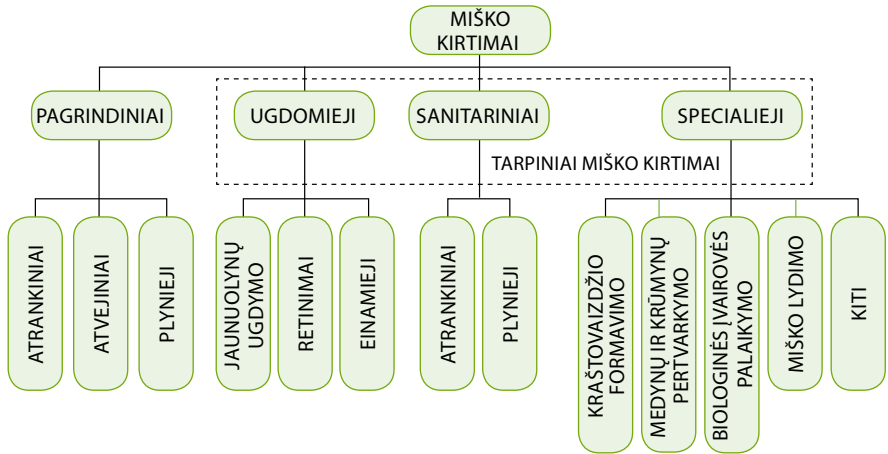 MIŠKO
KIRTIMAI
PAGRINDINIAI
UGDOMIEJI
SANITARINIAI
SPECIALIEJI
TARPINIAI MIŠKO KIRTIMAI
ATRANKINIAI
ATVEJINIAI
PLYNIEJI
JAUNUOLYNŲ
UGDYMO
RETINIMAI
EINAMIEJI
ATRANKINIAI
PLYNIEJI
KRAŠTOVAIZDŽIO
FORMAVIMO
MEDYNŲ IR KRŪMYNŲ
PERTVARKYMO
BIOLOGINĖS ĮVAIROVĖS
PALAIKYMO
MIŠKO LYDIMO
KITI